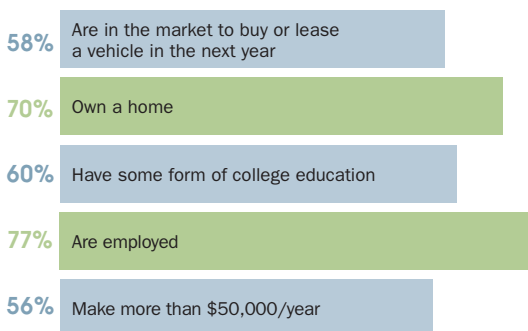 58%
Are in the market to buy or lease
a vehicle in the next year
70% Own a home
60% Have some form of college education
77% Are employed
56% Make more than $50,000/year